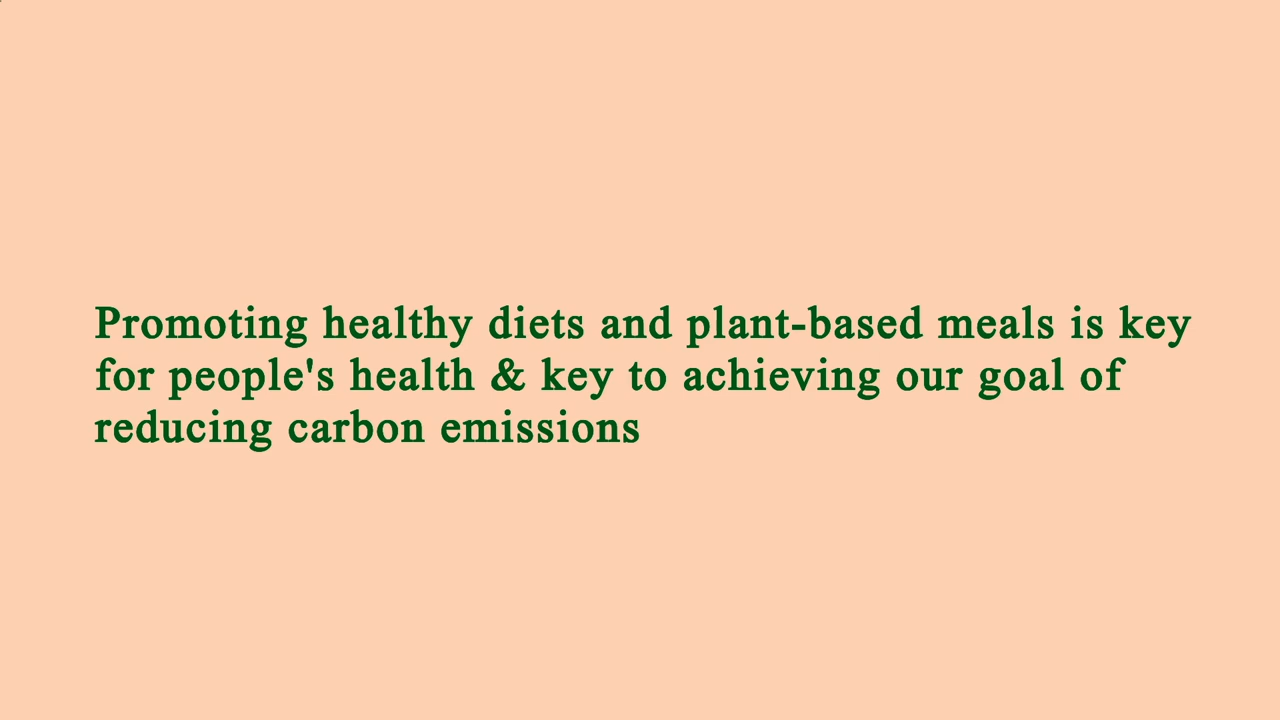 Promoting healthy diets and plant-based meals is key
for people's health & key to achieving our goal of
reducing carbon emissions